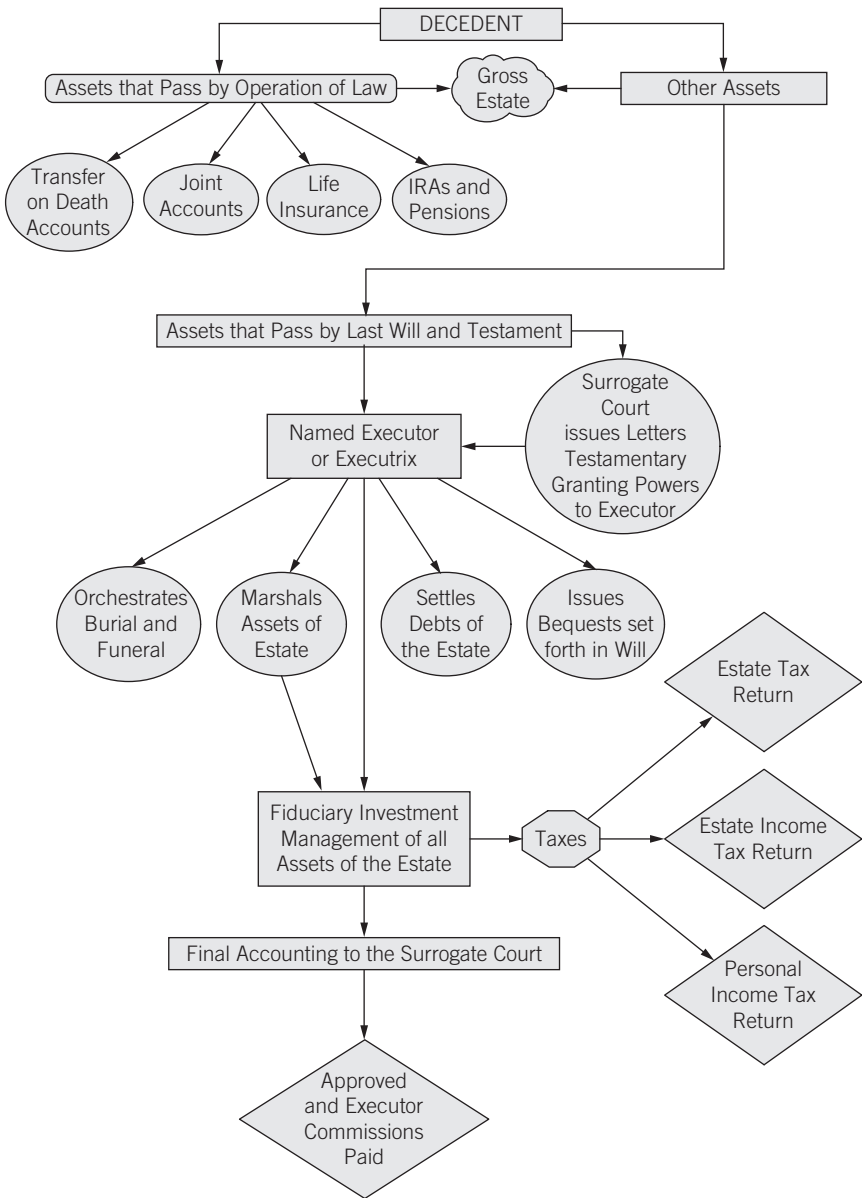 DECEDENT
Assets that Pass by Operation of Law
Gross
Estate
Other Assets
Transfer
on Death
Accounts
Joint
Accounts
Life
Insurance
IRAs and
Pensions
Assets that Pass by Last Will and Testament
Surrogate
Court
issues Letters
Testamentary
Granting Powers
to Executor
Named Executor
or Executrix
Orchestrates
Burial and
Funeral
Marshals
Assets of
Estate
Settles
Debts of
the Estate
Issues
Bequests set
forth in Will
Estate Tax
Return
Fiduciary Investment
Management of all
Assets of the Estate
Taxes
Estate Income
Tax Return
Final Accounting to the Surrogate Court
Personal
Income Tax
Return
Approved
and Executor
Commissions
Paid